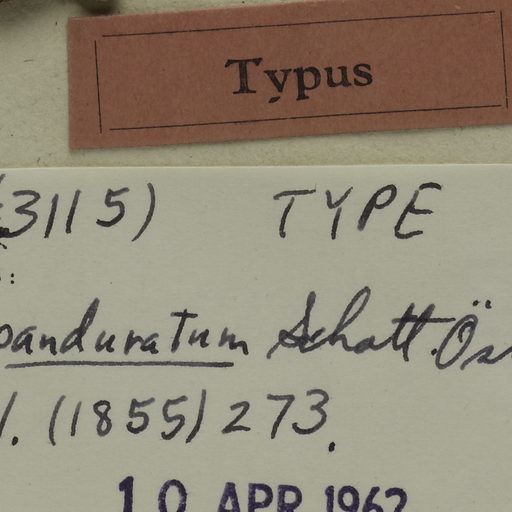 Typus
3115) TYPE
:
panduratum Schott. Ös
. (1855) 273.
10 APR 1962